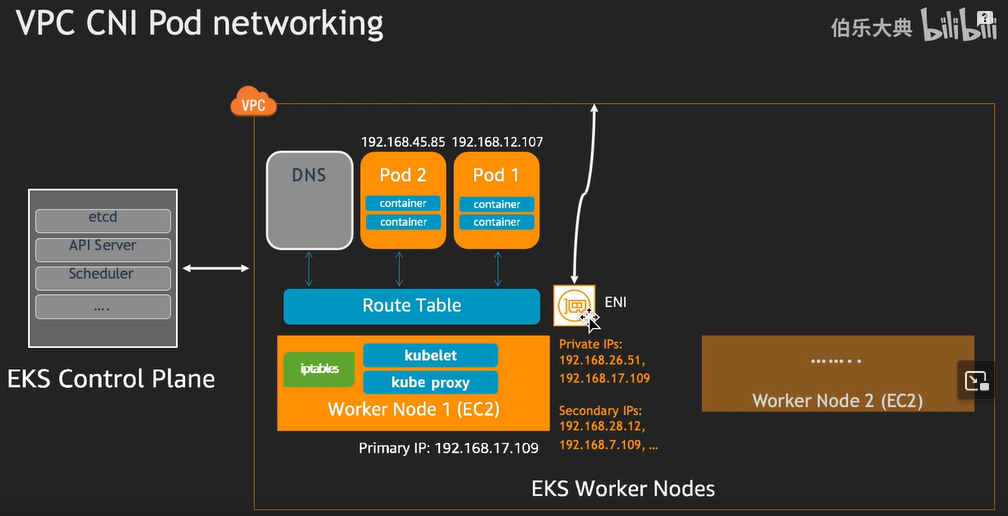 VPC CNI Pod networking
伯乐大典 bilibili
VPC
192.168.45.85 192.168.12.107
DNS
Pod 2
container
container
Pod 1
container
container
etcd
API Server
Scheduler
....
EKS Control Plane
Route Table
ENI
iptables
kubelet
kube proxy
Worker Node 1 (EC2)
Primary IP: 192.168.17.109
Private IPs:
192.168.26.51,
192.168.17.109
Secondary IPs:
192.168.28.12,
192.168.7.109, ...
........
Worker Node 2 (EC2)
EKS Worker Nodes